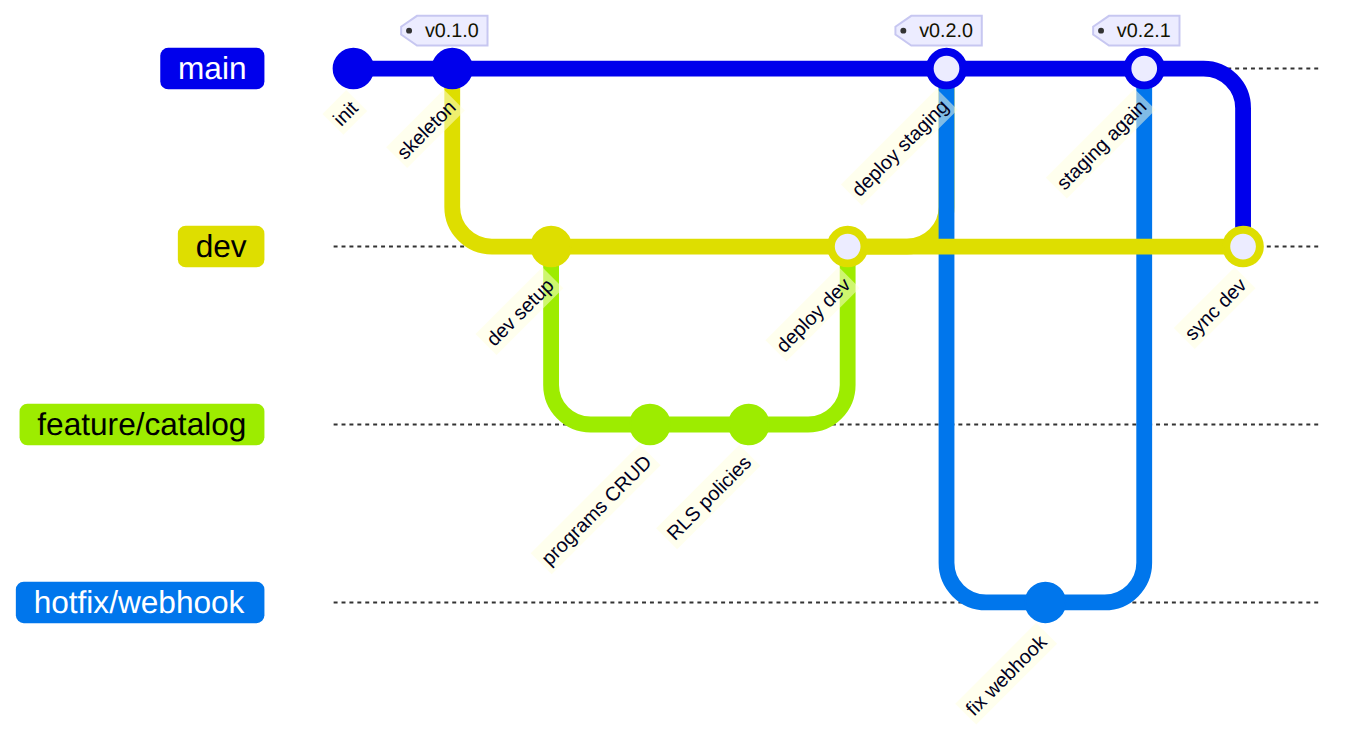 v0.1.0
v0.2.0
v0.2.1
main
init
skeleton
deploy staging
staging again
dev
dev setup
deploy dev
sync dev
feature/catalog
programs CRUD
RLS policies
hotfix/webhook
fix webhook